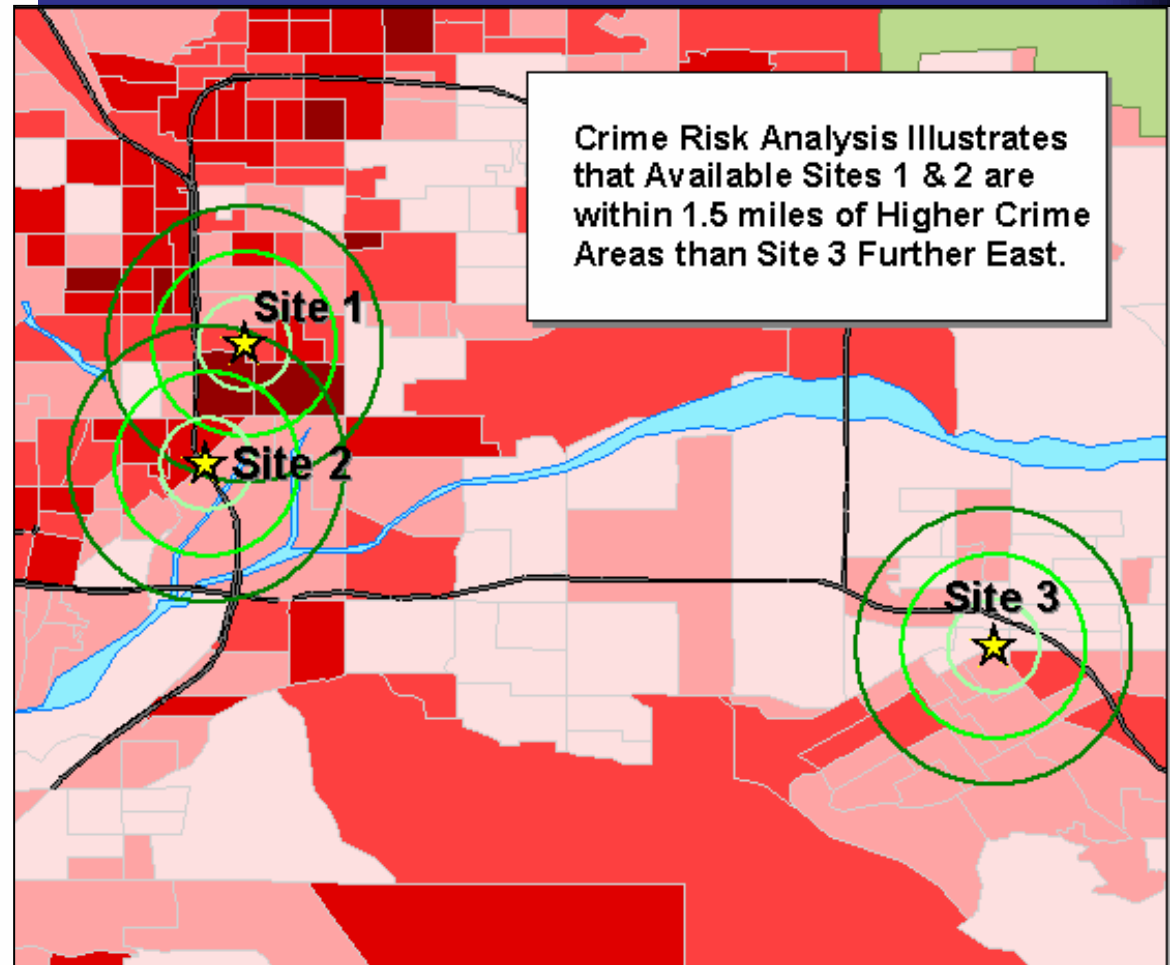 Crime Risk Analysis Illustrates
that Available Sites 1 & 2 are
within 1.5 miles of Higher Crime
Areas than Site 3 Further East.
Site 1
Site 2
Site 3